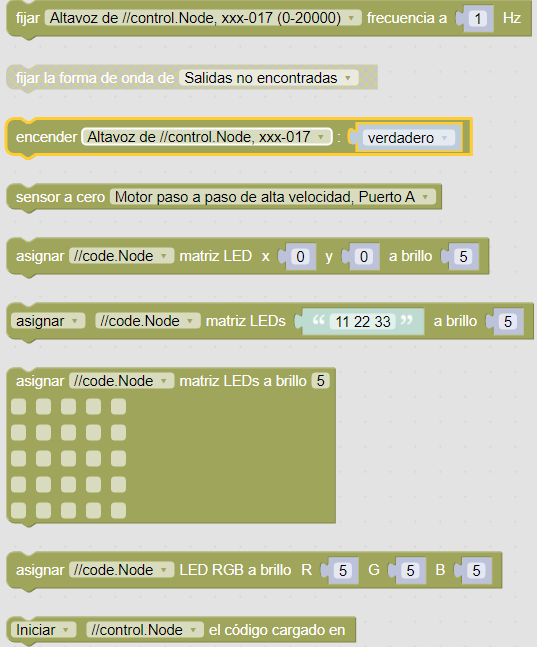 fijar Altavoz de //control.Node, xxx-017 (0-20000) frecuencia a 1 Hz
fijar la forma de onda de Salidas no encontradas
encender Altavoz de //control.Node, xxx-017 : verdadero
sensor a cero Motor paso a paso de alta velocidad, Puerto A
asignar //code.Node matriz LED x 0 y 0 a brillo 5
asignar //code.Node matriz LEDs “ 11 22 33 ” a brillo 5
asignar //code.Node matriz LEDs a brillo 5
asignar //code.Node LED RGB a brillo R 5 G 5 B 5
Iniciar //control.Node el código cargado en